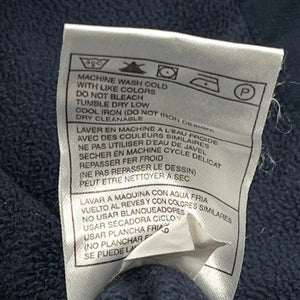 30C
P
MACHINE WASH COLD
WITH LIKE COLORS
DO NOT BLEACH
TUMBLE DRY LOW
COOL IRON (DO NOT IRON DESIGN)
DRY CLEANABLE
LAVER EN MACHINE A L'EAU FROIDE
AVEC DES COULEURS SIMILAIRES
NE PAS UTILISER D'EAU DE JAVEL
SECHER EN MACHINE CYCLE DELICAT
REPASSER FER FROID
(NE PAS REPASSER LE DESSIN)
PEUT ETRE NETTOYER A SEC
LAVAR A MAQUINA CON AGUA FRIA
VUELTO AL REVES Y CON COLORES SIMILARES
NO USAR BLANQUEADORES
USAR SECADORA
USAR PLANCHA FRIA
(NO PLANCHAR
SE PUEDE